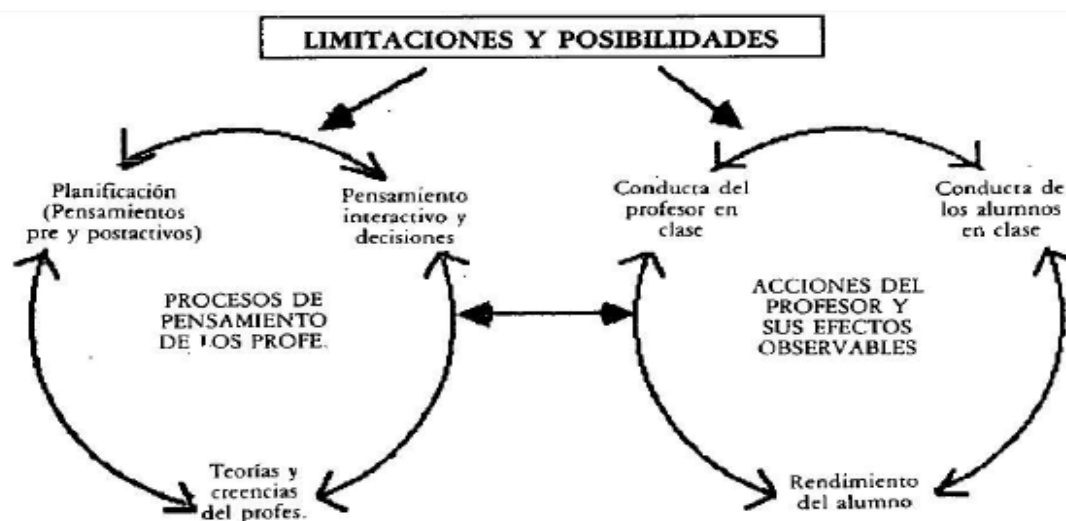 LIMITACIONES Y POSIBILIDADES
Planificación
(Pensamientos
pre y postactivos)
Pensamiento
interactivo y
decisiones
PROCESOS DE
PENSAMIENTO
DE LOS PROFE.
Teorías y
creencias
del profes.
Conducta del
profesor en
clase
Conducta de
los alumnos
en clase
ACCIONES DEL
PROFESOR Y
SUS EFECTOS
OBSERVABLES
Rendimiento
del alumno